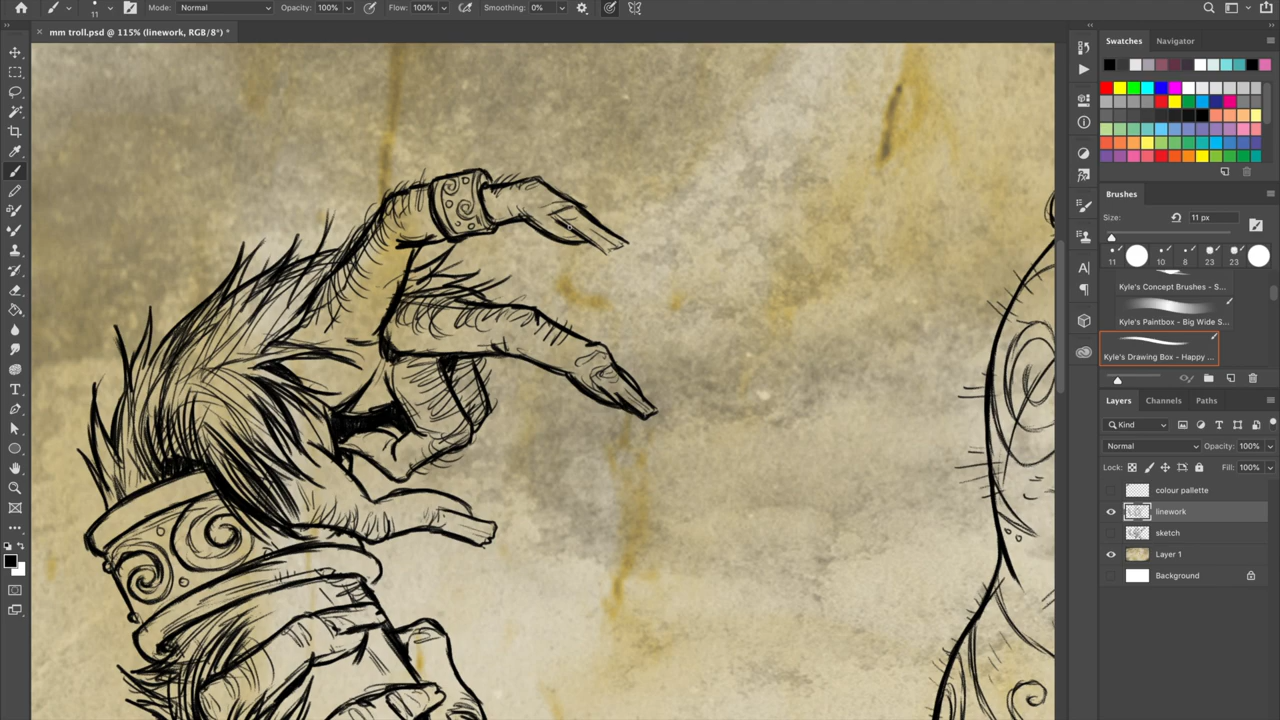 Mode: Normal Opacity: 100% Flow: 100% Smoothing: 0%
11
× mm troll.psd @ 115% (linework, RGB/8*) *
Swatches Navigator
Brushes
Size: 11 px
11 10 8 23 23
Kyle's Concept Brushes - S...
Kyle's Paintbox - Big Wide S...
Kyle's Drawing Box - Happy ...
Layers Channels Paths
Kind
Normal Opacity: 100%
Lock: Fill: 100%
colour pallette
linework
sketch
Layer 1
Background